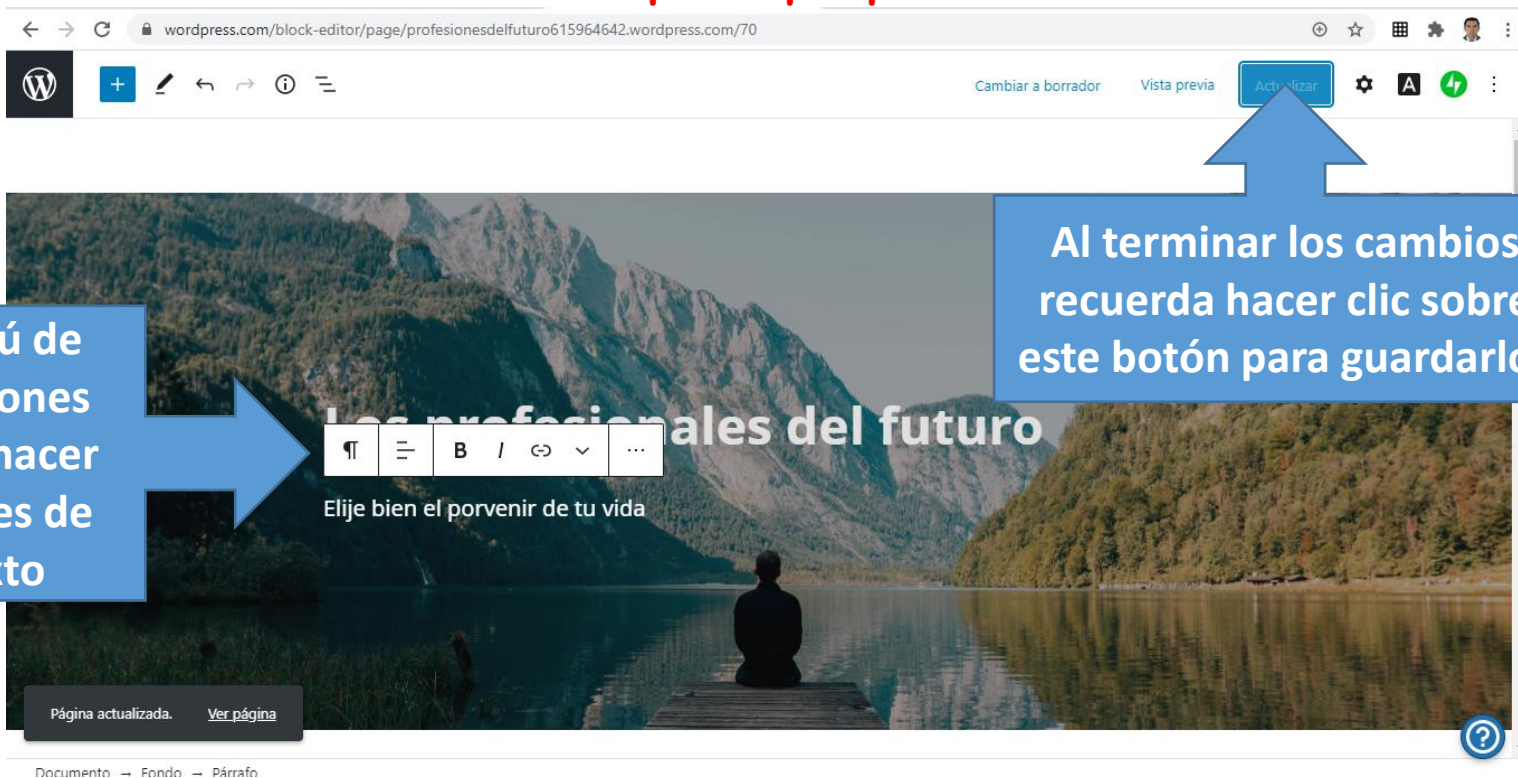 wordpress.com/block-editor/page/profesionesdelfuturo615964642.wordpress.com/70
Cambiar a borrador Vista previa Actualizar A
Al terminar los cambios
recuerda hacer clic sobre
este botón para guardarlo
ú de
ones
hacer
es de
to
del futuro
B I
Elije bien el porvenir de tu vida
Página actualizada. Ver página
Documento → Fondo → Párrafo